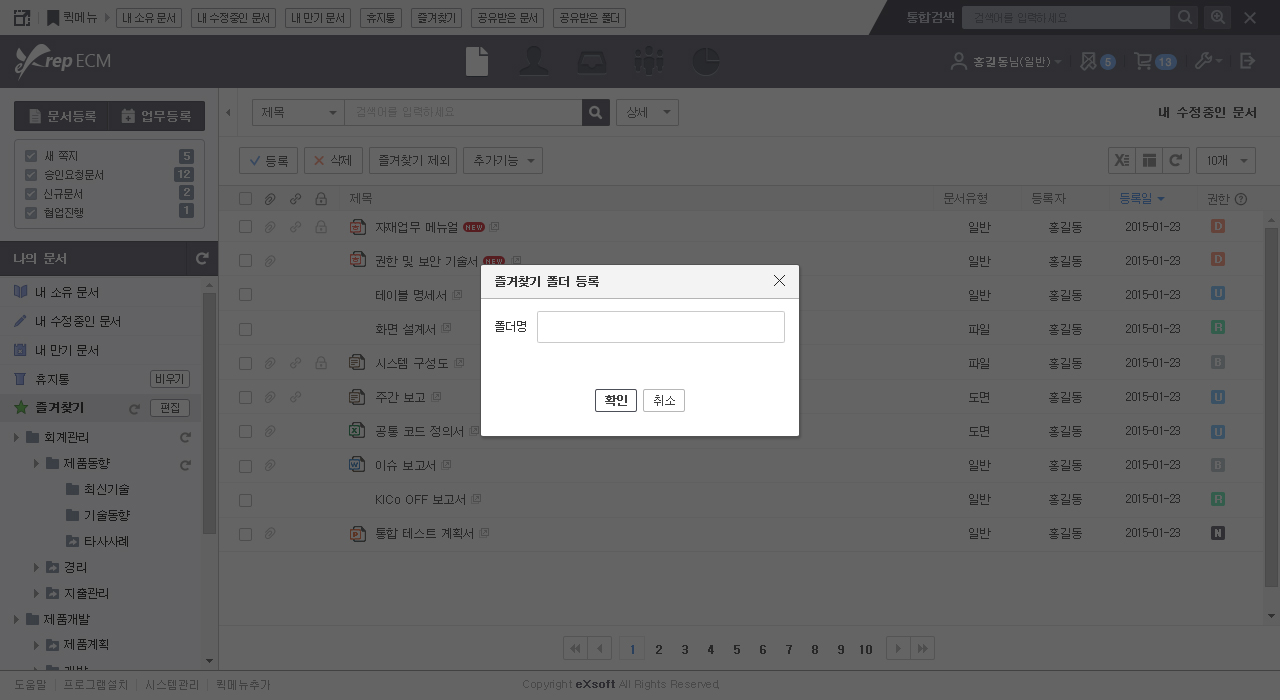 퀵메뉴 내 소유 문서 내 수정중인 문서 내 만기 문서 휴지통 즐겨찾기 공유받은 문서 공유받은 폴더 통합검색 검색어를 입력하세요
eXrep ECM 홍길동님(일반) 5 13
문서등록 업무등록
제목 검색어를 입력하세요 상세 내 수정중인 문서
새 쪽지 5
승인요청문서 12
신규문서 2
협업진행 1
등록 삭제 즐겨찾기 제외 추가기능 10개
제목 문서유형 등록자 등록일 권한
자재업무 메뉴얼 NEW 일반 홍길동 2015-01-23 D
권한 및 보안 기술서 NEW 일반 홍길동 2015-01-23 D
테이블 명세서 일반 홍길동 2015-01-23 U
화면 설계서 파일 홍길동 2015-01-23 R
시스템 구성도 파일 홍길동 2015-01-23 B
주간 보고 도면 홍길동 2015-01-23 U
공통 코드 정의서 도면 홍길동 2015-01-23 U
이슈 보고서 일반 홍길동 2015-01-23 B
KICo OFF 보고서 일반 홍길동 2015-01-23 R
통합 테스트 계획서 일반 홍길동 2015-01-23 N
나의 문서
내 소유 문서
내 수정중인 문서
내 만기 문서
휴지통 비우기
즐겨찾기 편집
회계관리
제품동향
최신기술
기술동향
타사사례
경리
지출관리
제품개발
제품계획
즐겨찾기 폴더 등록
폴더명
확인 취소
1 2 3 4 5 6 7 8 9 10
도움말 프로그램설치 시스템관리 퀵메뉴추가 Copyright eXsoft All Rights Reserved.